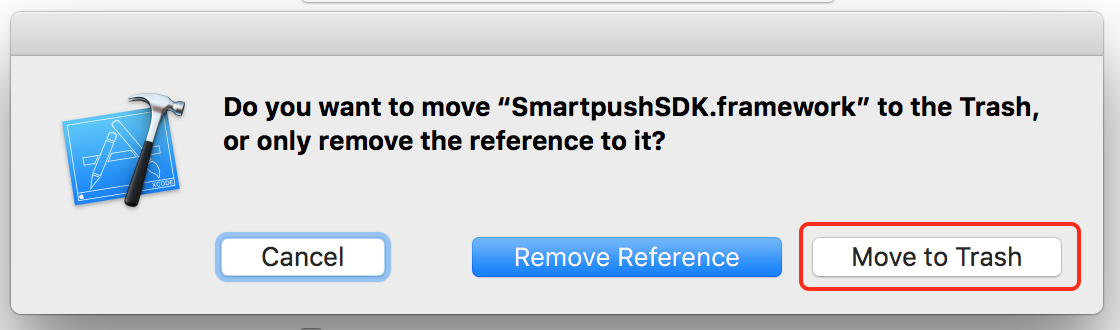 Do you want to move “SmartpushSDK.framework” to the Trash,
or only remove the reference to it?
XCODE
Cancel
Remove Reference
Move to Trash